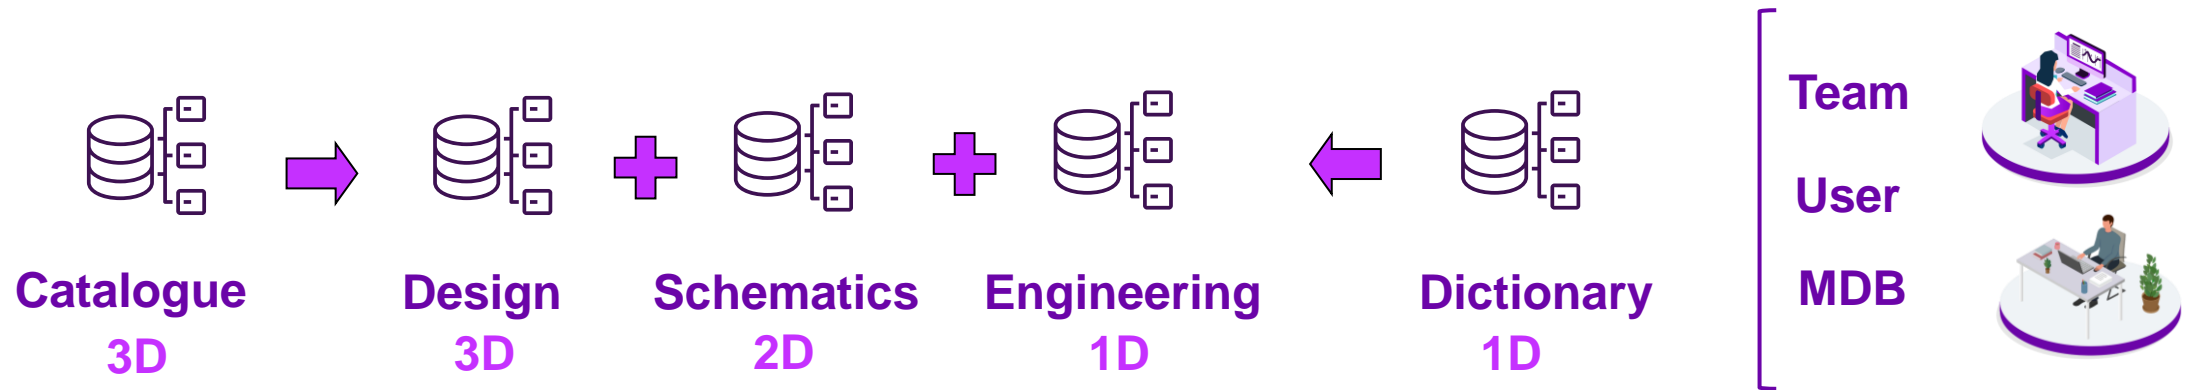 Catalogue
3D
Design
3D
Schematics
2D
Engineering
1D
Dictionary
1D
Team
User
MDB